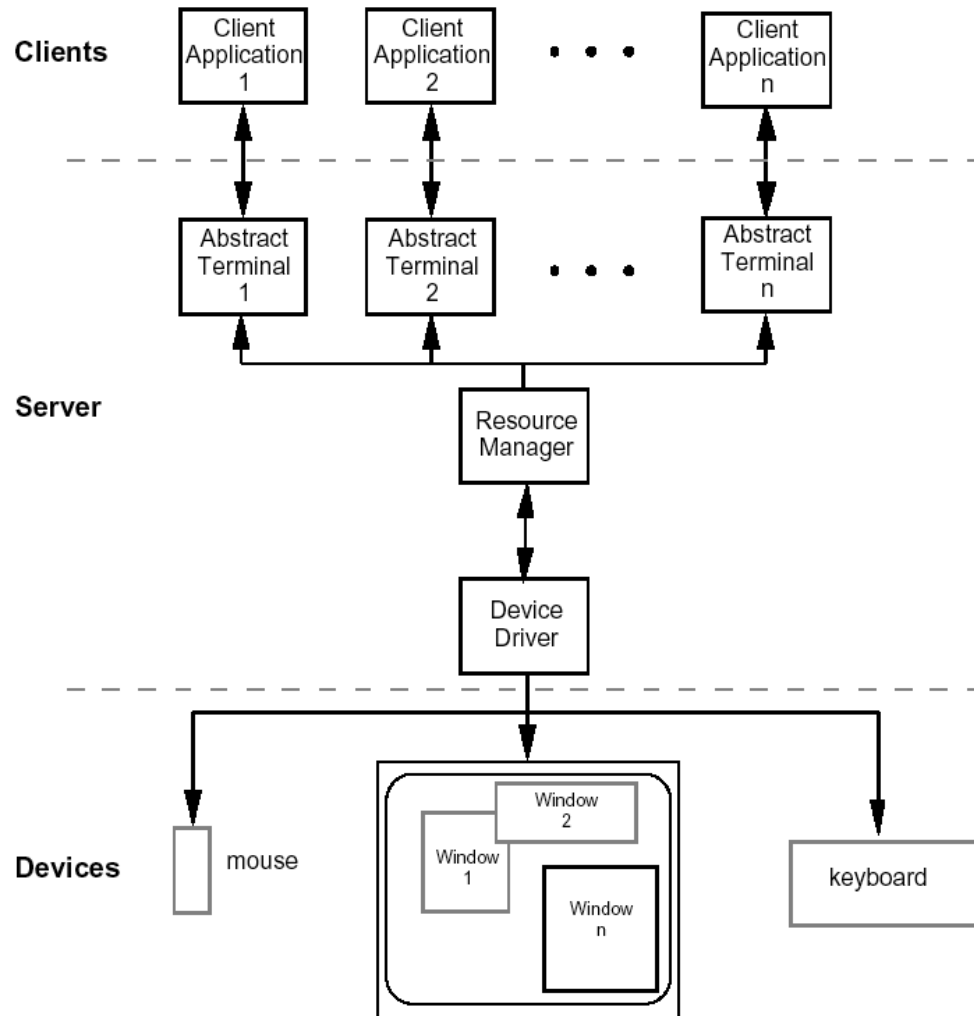 Clients
Client
Application
1
Client
Application
2
Client
Application
n
Abstract
Terminal
1
Abstract
Terminal
2
Abstract
Terminal
n
Server
Resource
Manager
Device
Driver
Devices
mouse
Window
1
Window
2
Window
n
keyboard